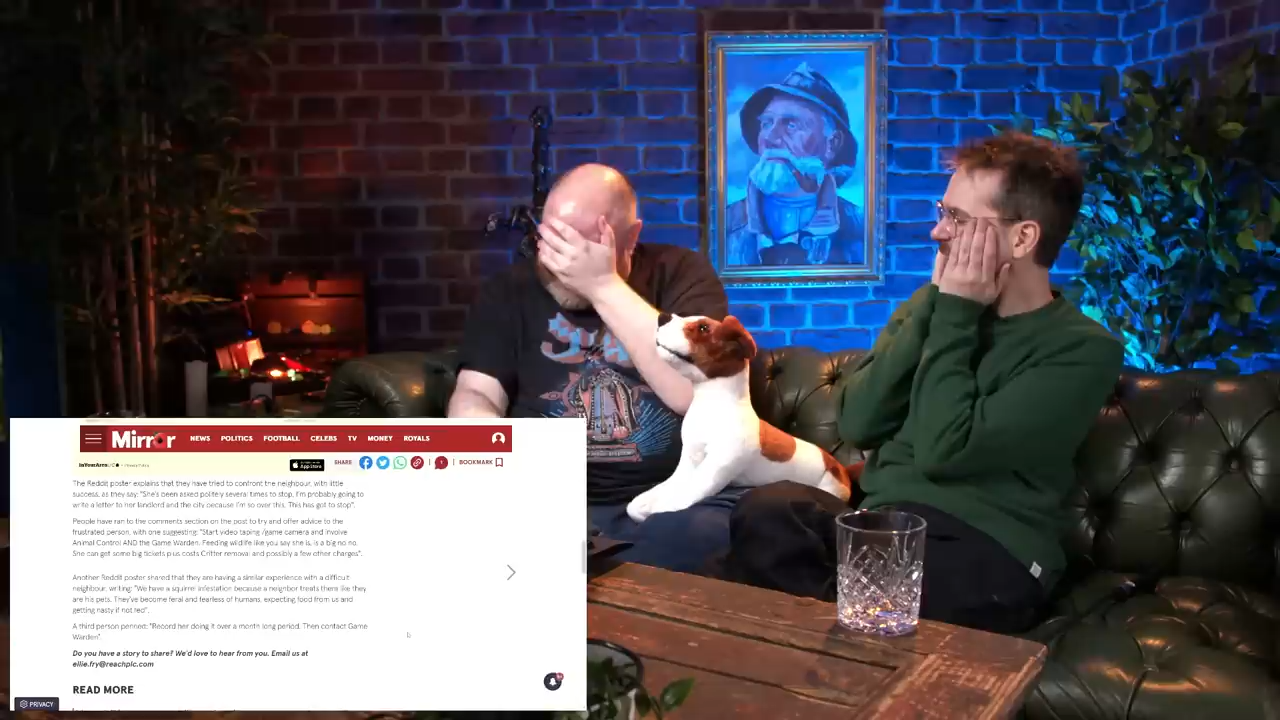 Mirror NEWS POLITICS FOOTBALL CELEBS TV MONEY ROYALS
InYourArea
App Store
SHARE
BOOKMARK
The Reddit poster explains that they have tried to confront the neighbour, with little
success, as they say: "She's been asked politely several times to stop, I'm probably going to
write a letter to her landlord and the city because I'm so over this. This has got to stop".
People have ran to the comments section on the post to try and offer advice to the
frustrated person, with one suggesting: "Start video taping /game camera and involve
Animal Control AND the Game Warden. Feeding wildlife like you say she is, is a big no no.
She can get some big tickets plus costs Critter removal and possibly a few other charges".
Another Reddit poster shared that they are having a similar experience with a difficult
neighbour, writing: "We have a squirrel infestation because a neighbor treats them like they
are his pets. They've become feral and fearless of humans, expecting food from us and
getting nasty if not fed".
A third person penned: "Record her doing it over a month long period. Then contact Game
Warden".
Do you have a story to share? We'd love to hear from you. Email us at
ellie.fry@reachplc.com
READ MORE
PRIVACY